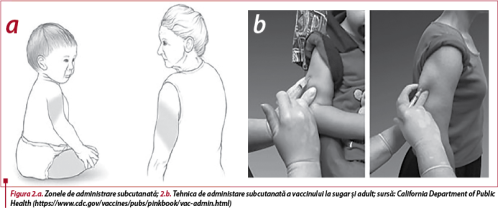 a
b
Figura 2.a. Zonele de administrare subcutanată; 2.b. Tehnica de administare subcutanată a vaccinului la sugar și adult; sursă: California Department of Public
Health (https://www.cdc.gov/vaccines/pubs/pinkbook/vac-admin.html)